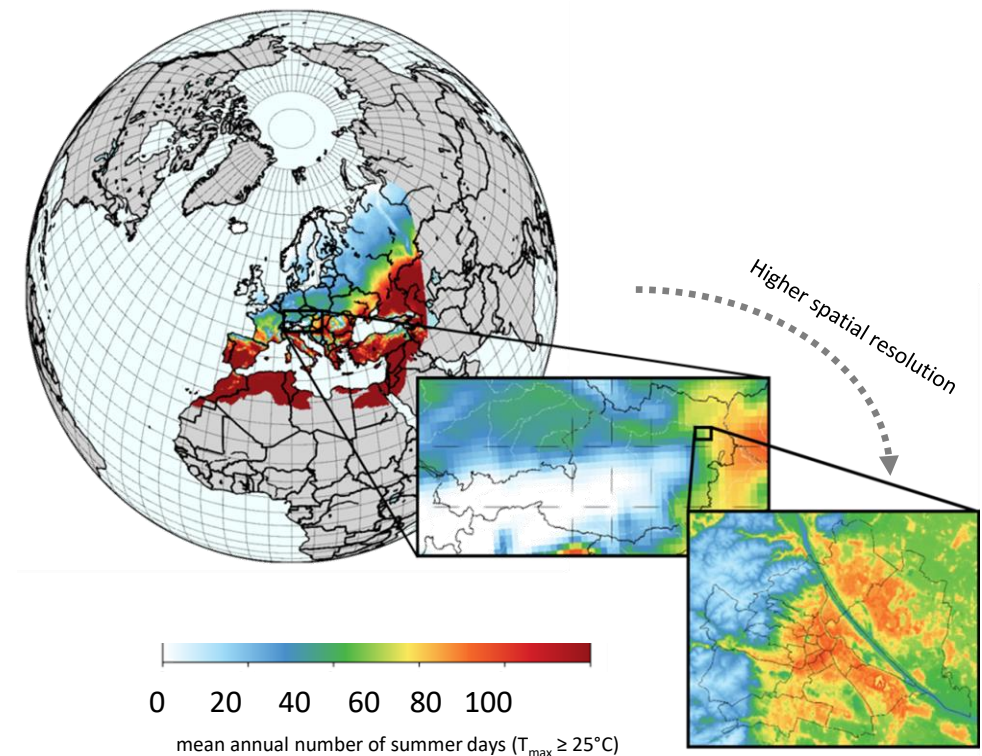 Higher spatial resolution
0 20 40 60 80 100
mean annual number of summer days (Tmax ≥ 25°C)